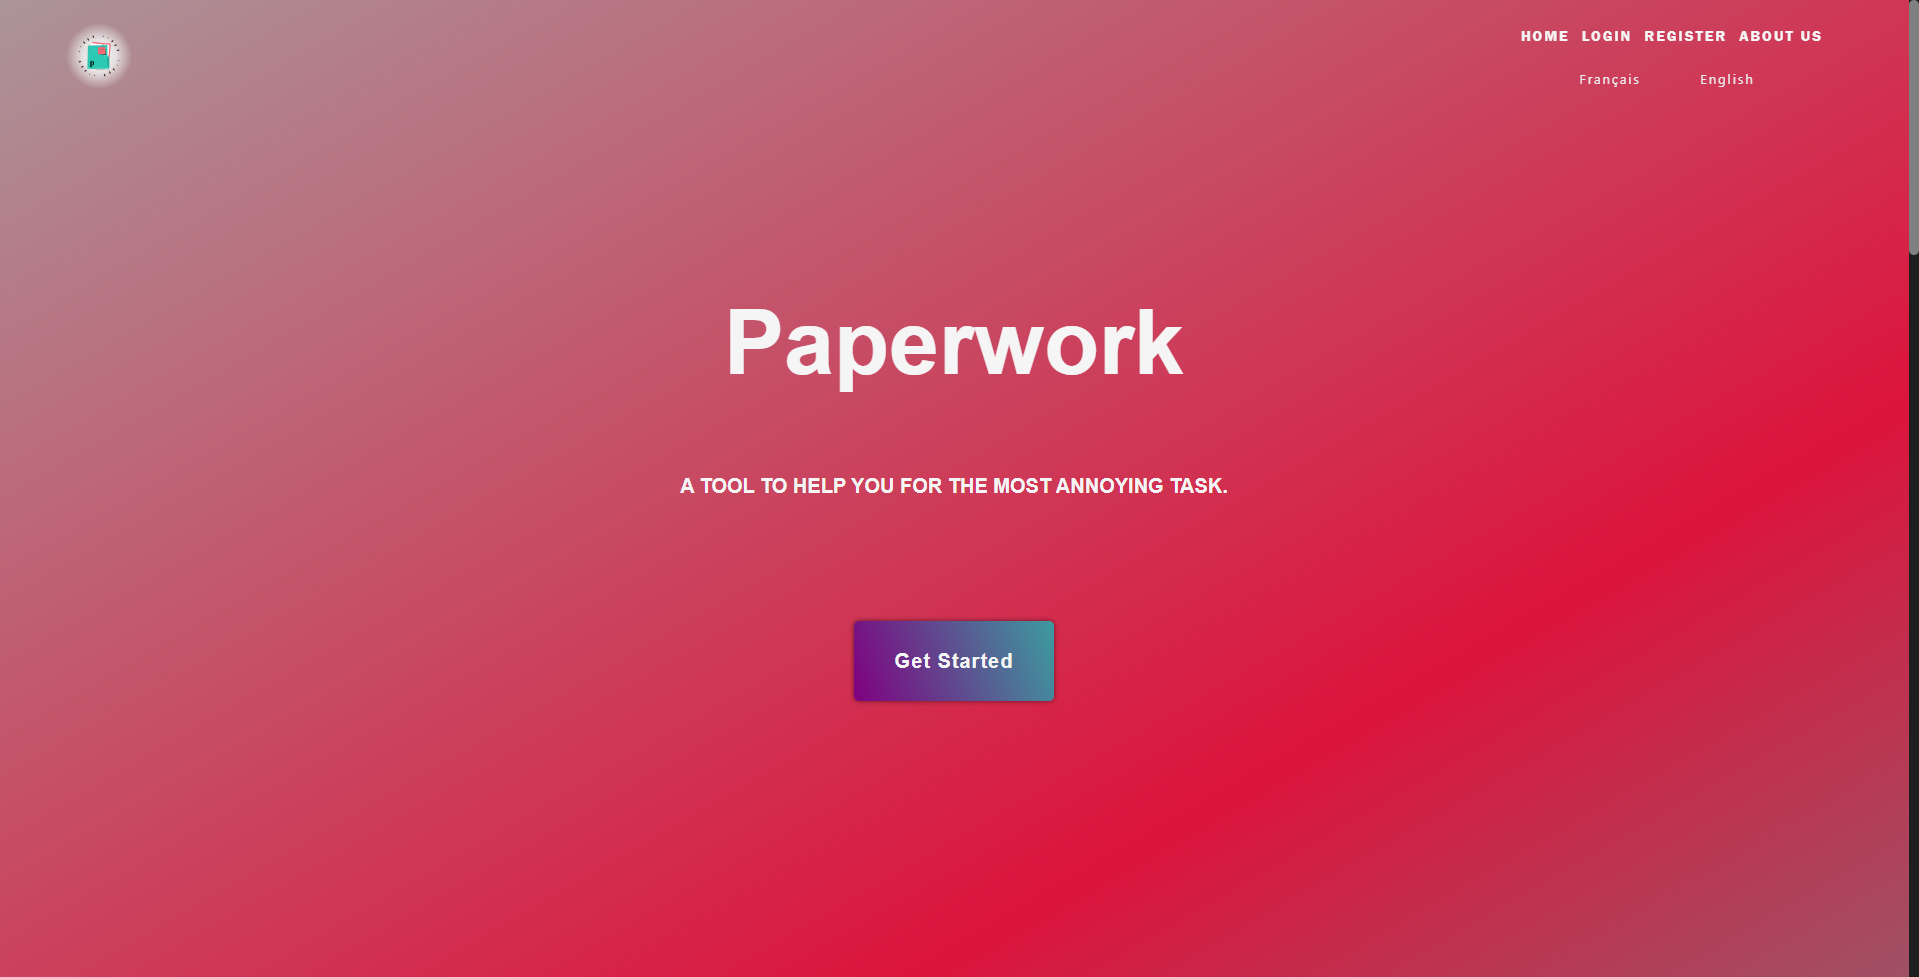 P
HOME LOGIN REGISTER ABOUT US
Français English
Paperwork
A TOOL TO HELP YOU FOR THE MOST ANNOYING TASK.
Get Started